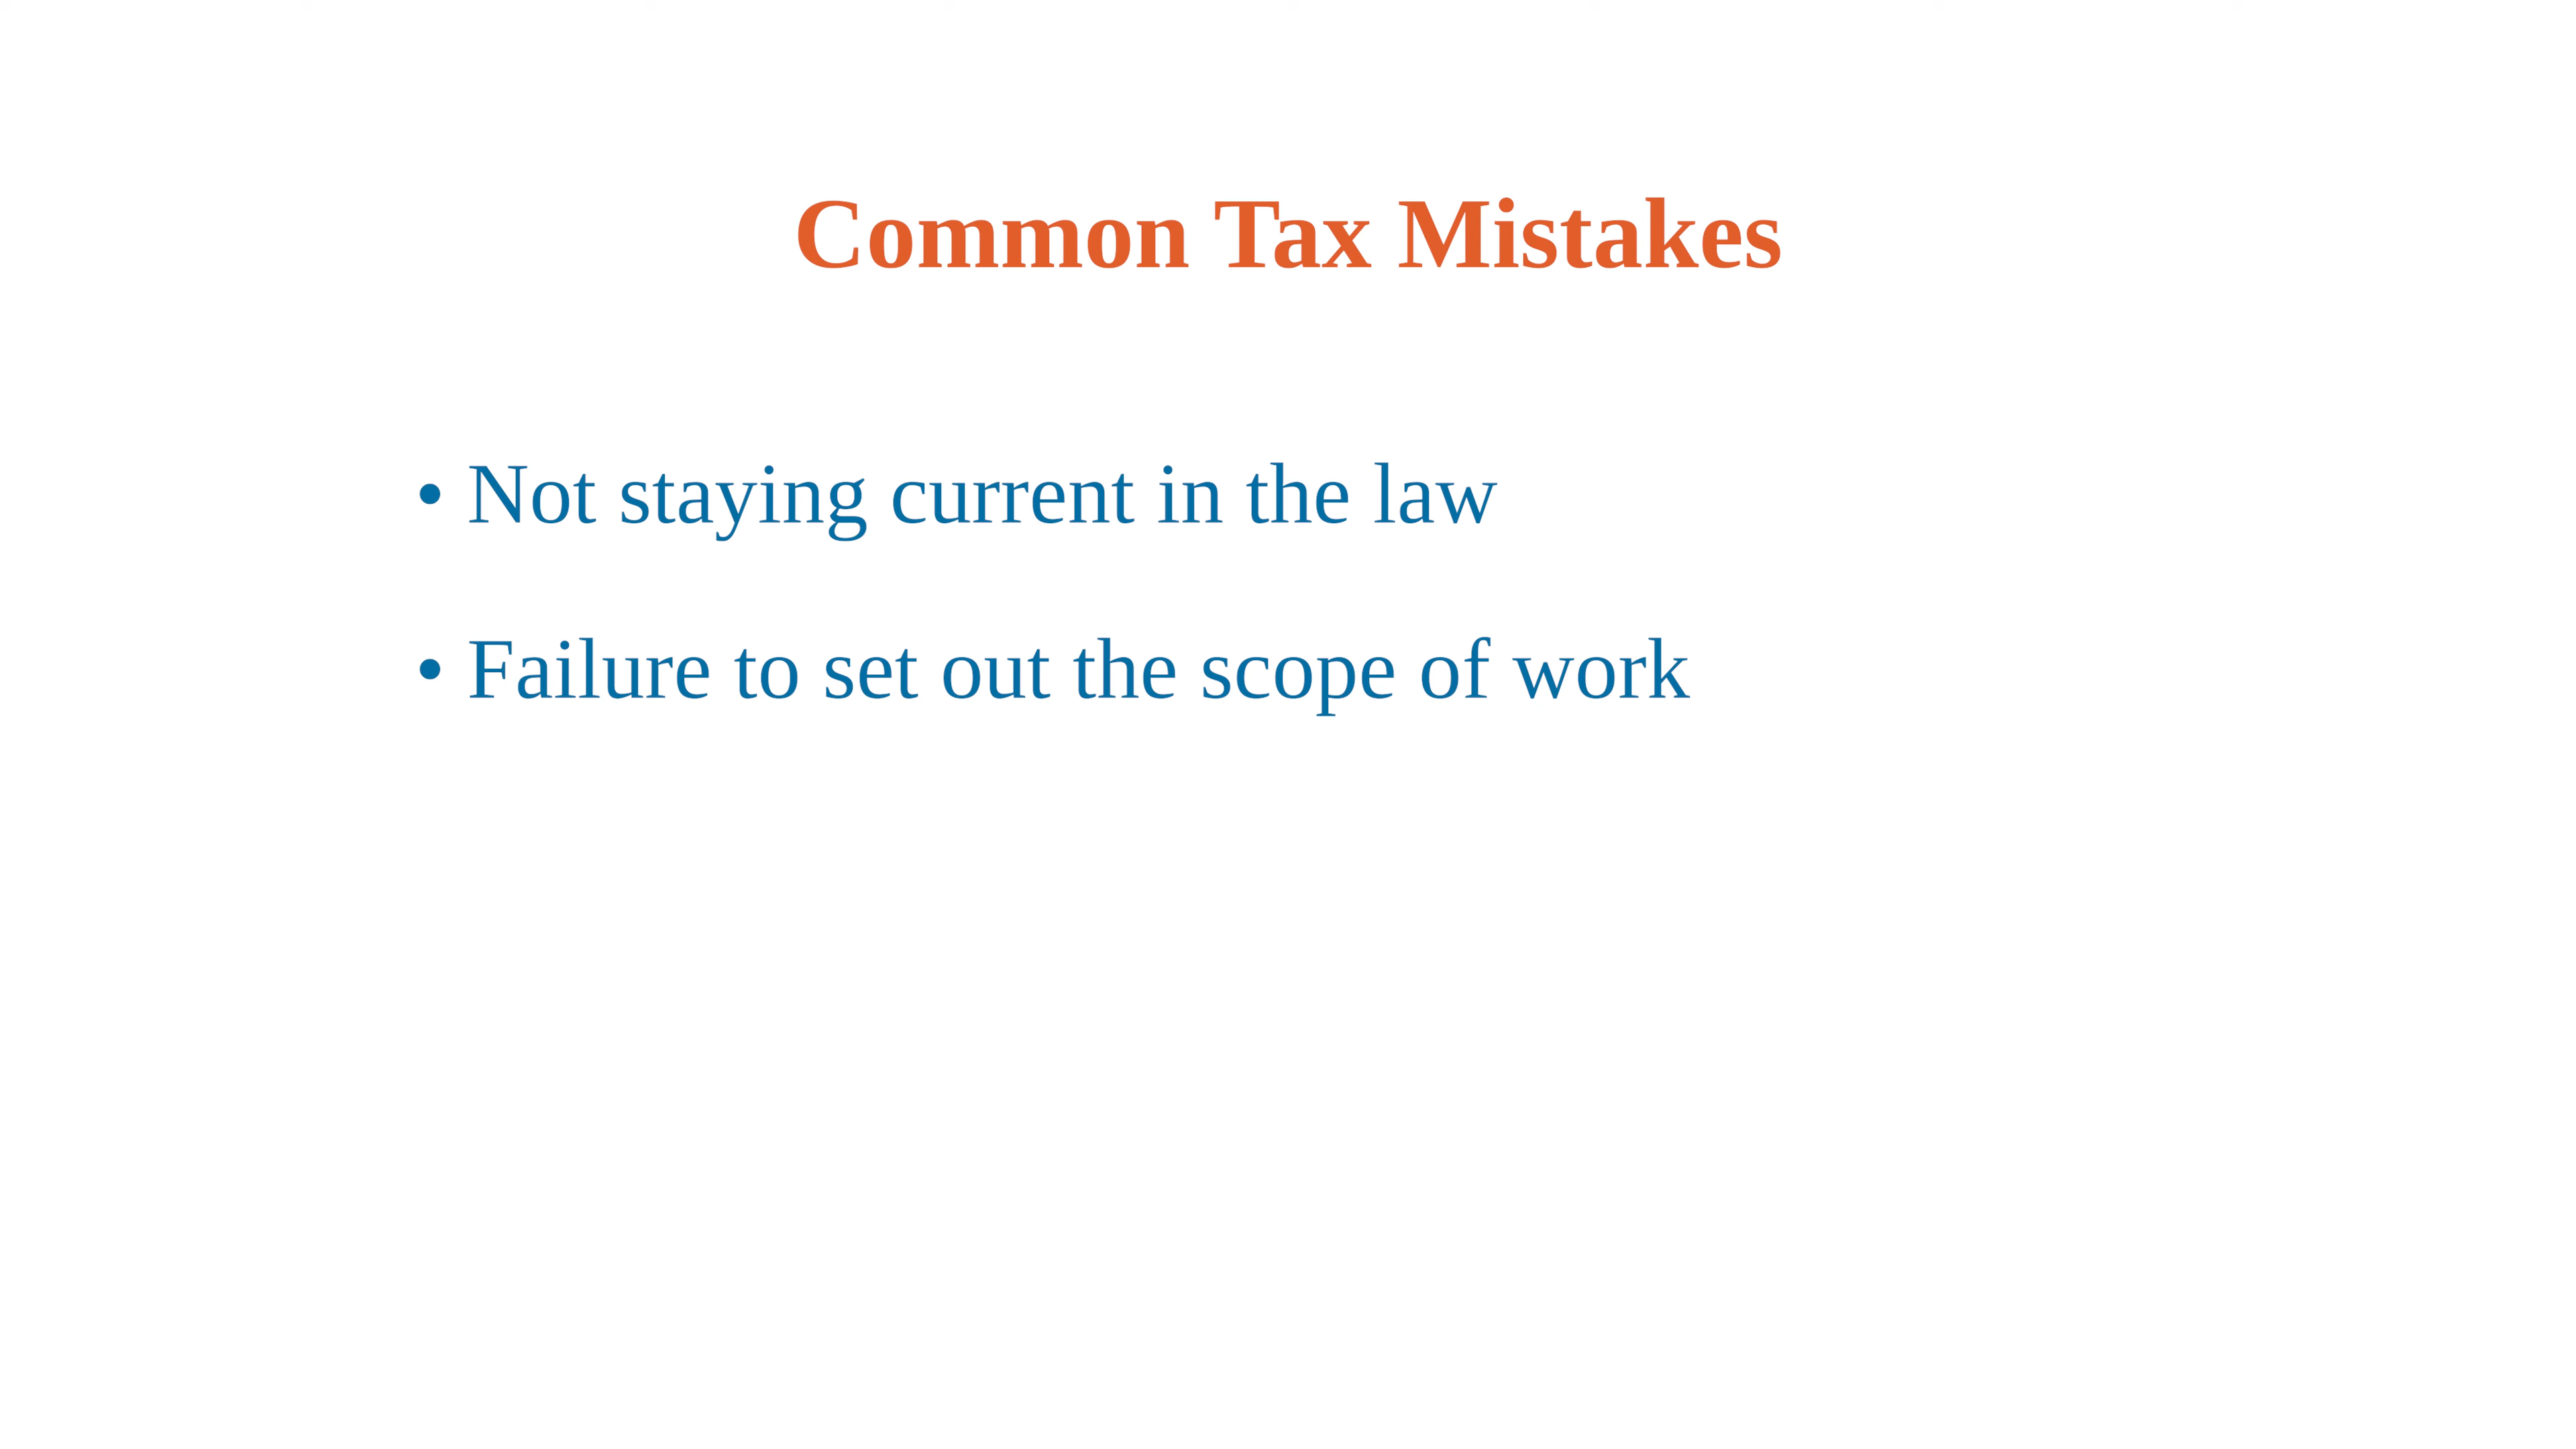 Common Tax Mistakes
• Not staying current in the law
• Failure to set out the scope of work